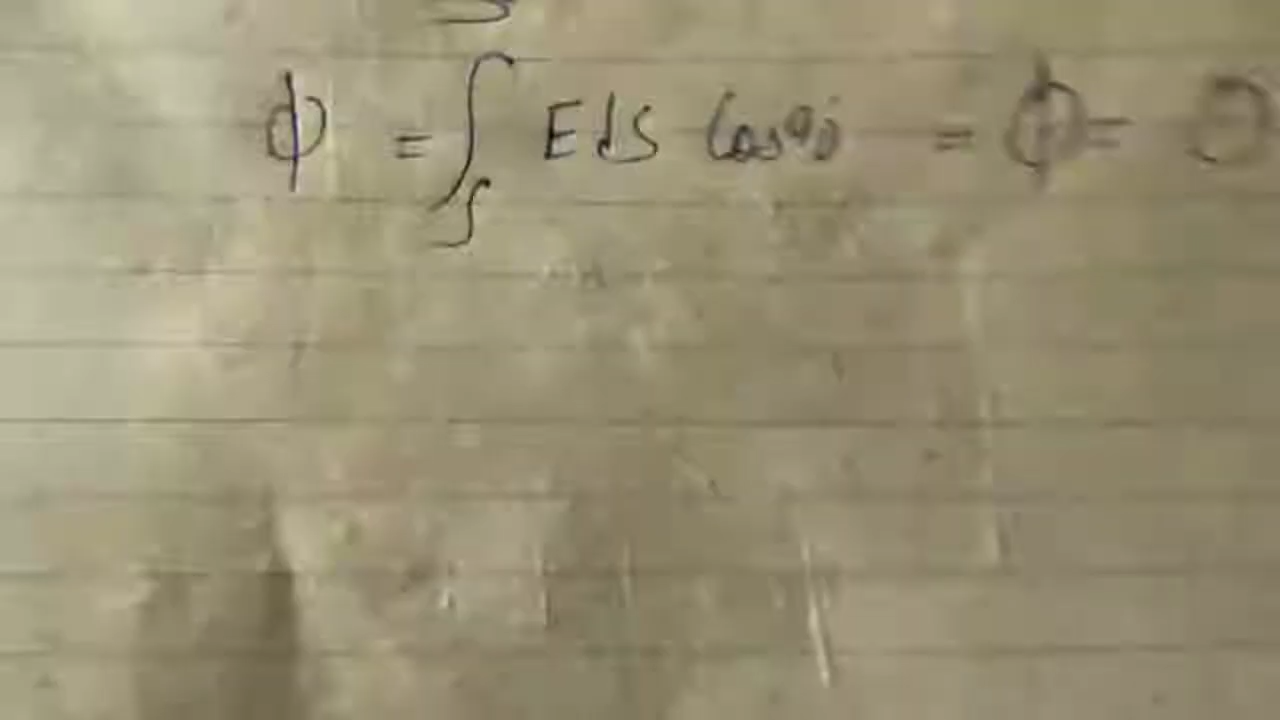 ϕ = ∫s E ds Cos90 = ϕ = 0